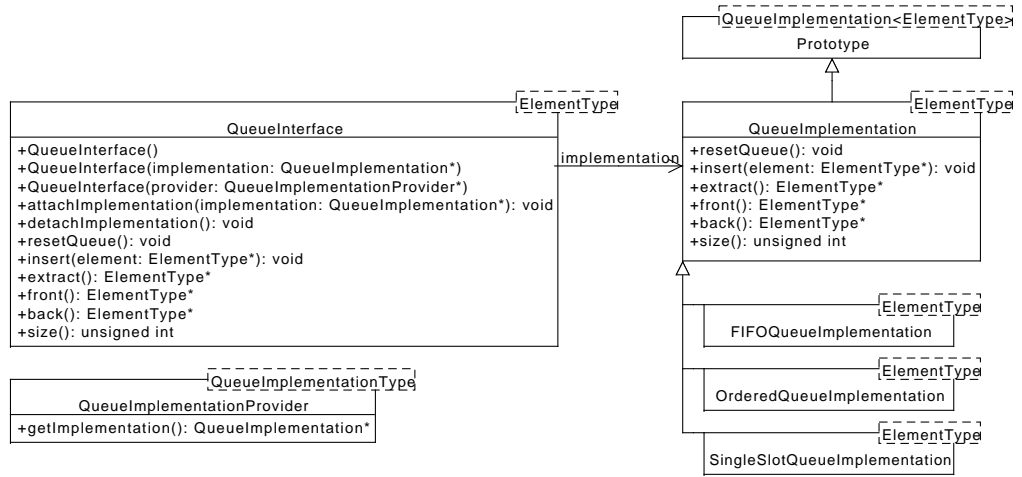 QueueImplementation<ElementType>
Prototype
ElementType
QueueInterface
+QueueInterface()
+QueueInterface(implementation: QueueImplementation*)
+QueueInterface(provider: QueueImplementationProvider*)
+attachImplementation(implementation: QueueImplementation*): void
+detachImplementation(): void
+resetQueue(): void
+insert(element: ElementType*): void
+extract(): ElementType*
+front(): ElementType*
+back(): ElementType*
+size(): unsigned int
implementation
ElementType
QueueImplementation
+resetQueue(): void
+insert(element: ElementType*): void
+extract(): ElementType*
+front(): ElementType*
+back(): ElementType*
+size(): unsigned int
ElementType
FIFOQueueImplementation
ElementType
OrderedQueueImplementation
ElementType
SingleSlotQueueImplementation
QueueImplementationType
QueueImplementationProvider
+getImplementation(): QueueImplementation*